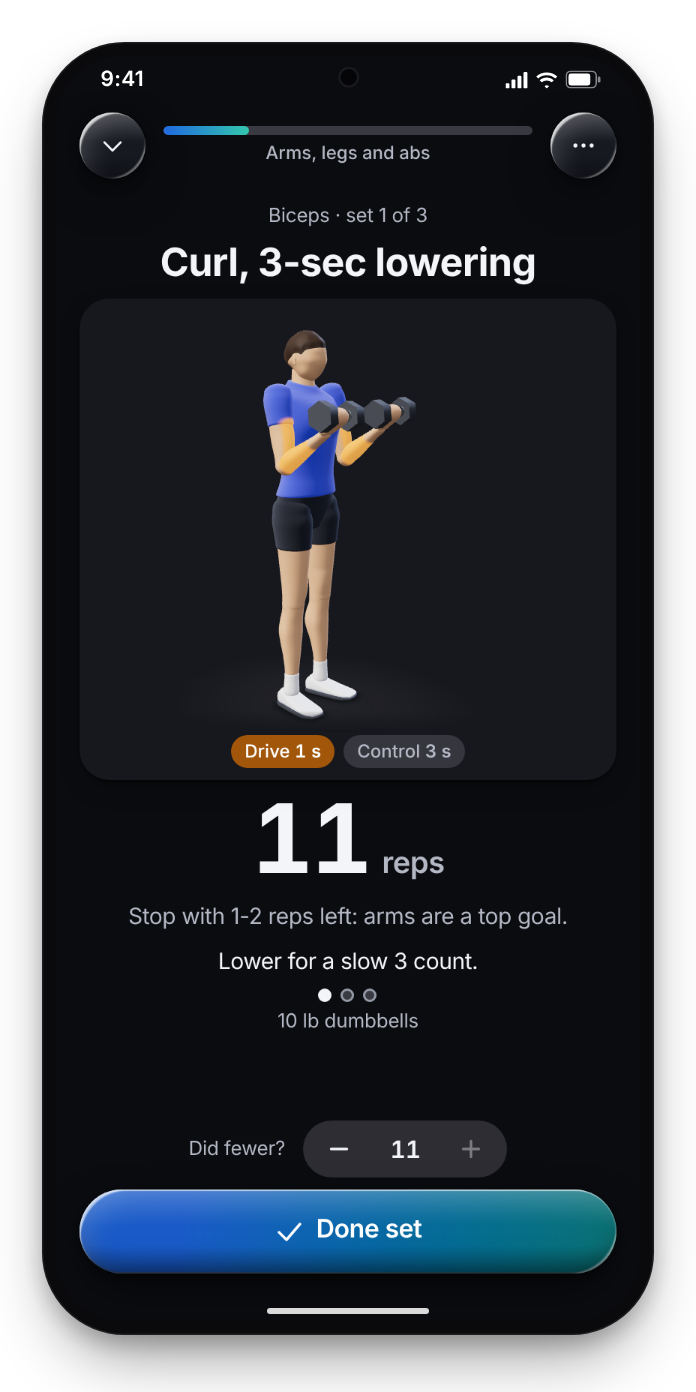 9:41
Arms, legs and abs
Biceps · set 1 of 3
Curl, 3-sec lowering
Drive 1 s Control 3 s
11 reps
Stop with 1-2 reps left: arms are a top goal.
Lower for a slow 3 count.
10 lb dumbbells
Did fewer? − 11 +
Done set